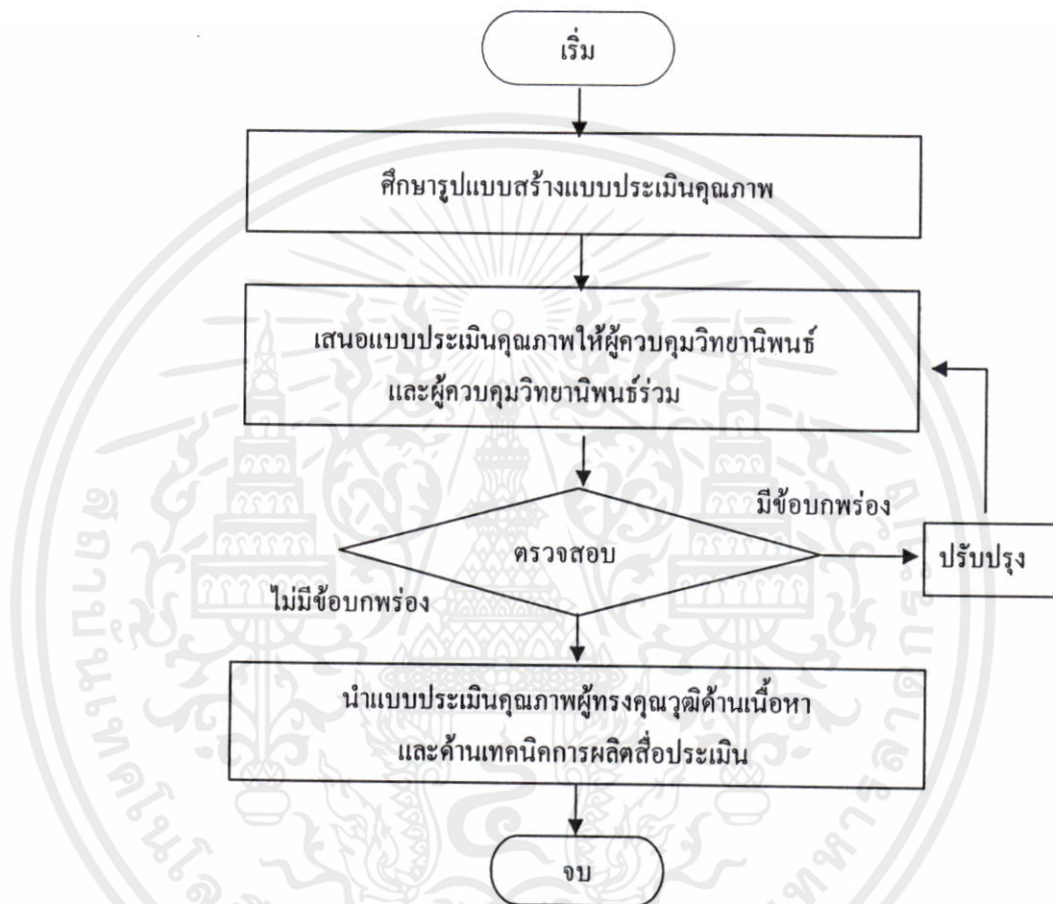 เริ่ม
ศึกษารูปแบบสร้างแบบประเมินคุณภาพ
เสนอแบบประเมินคุณภาพให้ผู้ควบคุมวิทยานิพนธ์
และผู้ควบคุมวิทยานิพนธ์ร่วม
มีข้อบกพร่อง
ตรวจสอบ
ปรับปรุง
ไม่มีข้อบกพร่อง
นำแบบประเมินคุณภาพผู้ทรงคุณวุฒิด้านเนื้อหา
และด้านเทคนิคการผลิตสื่อประเมิน
จบ